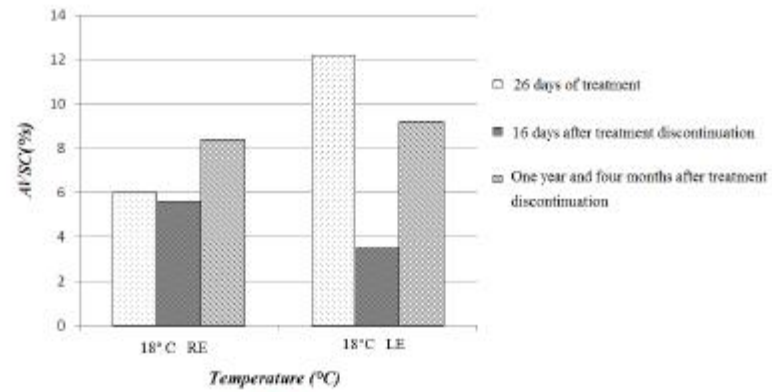 14
12
10
8
6
4
2
0
AVSC(°/s)
18° C RE
18°C LE
Temperature (°C)
26 days of treatment
16 days after treatment discontinuation
One year and four months after treatment
discontinuation